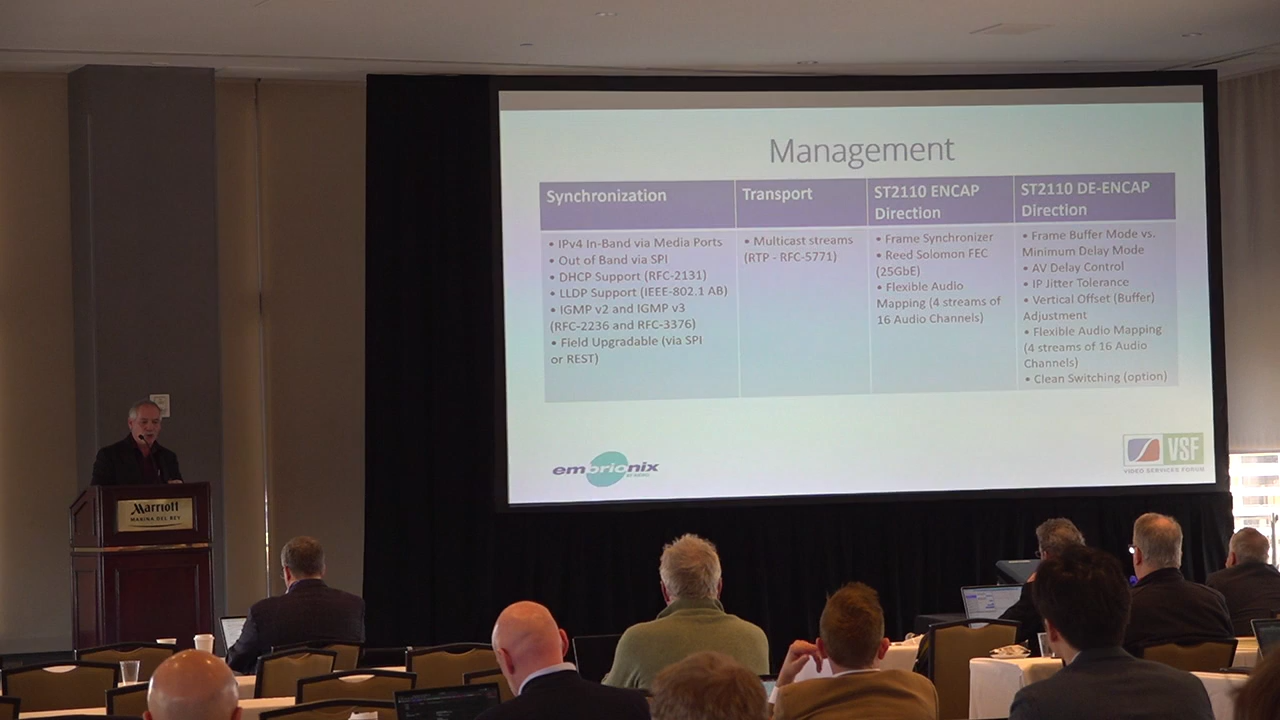 Management
Synchronization
• IPv4 In-Band via Media Ports
• Out of Band via SPI
• DHCP Support (RFC-2131)
• LLDP Support (IEEE-802.1 AB)
• IGMP v2 and IGMP v3
(RFC-2236 and RFC-3376)
• Field Upgradable (via SPI
or REST)
Transport
• Multicast streams
(RTP - RFC-5771)
ST2110 ENCAP
Direction
• Frame Synchronizer
• Reed Solomon FEC
(25GbE)
• Flexible Audio
Mapping (4 streams of
16 Audio Channels)
ST2110 DE-ENCAP
Direction
• Frame Buffer Mode vs.
Minimum Delay Mode
• AV Delay Control
• IP Jitter Tolerance
• Vertical Offset (Buffer)
Adjustment
• Flexible Audio Mapping
(4 streams of 16 Audio
Channels)
• Clean Switching (option)
embrionix
VSF
VIDEO SERVICES FORUM
Marriott
MARINA DEL REY